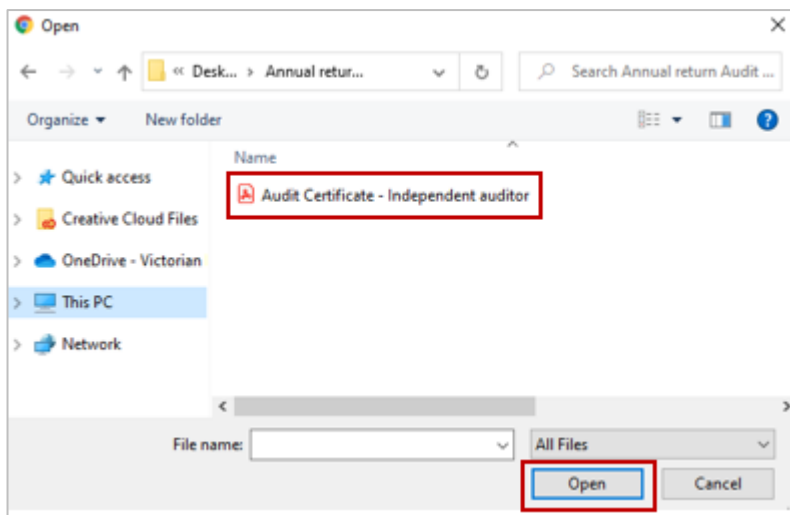 Open
« Desk... › Annual retur...
Search Annual return Audit ...
Organize
New folder
Name
Quick access
Audit Certificate - Independent auditor
Creative Cloud Files
OneDrive - Victorian
This PC
Network
File name:
All Files
Open
Cancel